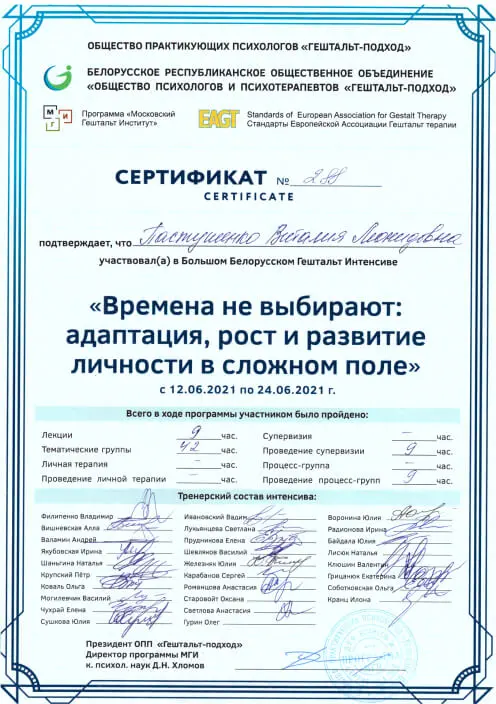 ОБЩЕСТВО ПРАКТИКУЮЩИХ ПСИХОЛОГОВ «ГЕШТАЛЬТ-ПОДХОД»
БЕЛОРУССКОЕ РЕСПУБЛИКАНСКОЕ ОБЩЕСТВЕННОЕ ОБЪЕДИНЕНИЕ
«ОБЩЕСТВО ПСИХОЛОГОВ И ПСИХОТЕРАПЕВТОВ «ГЕШТАЛЬТ-ПОДХОД»
М Г И
Программа «Московский
Гештальт Институт»
EAGT
Standards of European Association for Gestalt Therapy
Стандарты Европейской Ассоциации Гештальт терапии
СЕРТИФИКАТ № 288
CERTIFICATE
подтверждает, что Пастушенко Виталия Леонидовна
участвовал(а) в Большом Белорусском Гештальт Интенсиве
«Времена не выбирают:
адаптация, рост и развитие
личности в сложном поле»
с 12.06.2021 по 24.06.2021 г.
Всего в ходе программы участником было пройдено:
Лекции 9 час. Супервизия – час.
Тематические группы 42 час. Проведение супервизии 9 час.
Личная терапия – час. Процесс-группа – час.
Проведение личной терапии – час. Проведение процесс-групп 9 час.
Тренерский состав интенсива:
Филипенко Владимир Ивановский Вадим Воронина Юлия
Вишневская Алла Лукьянцева Светлана Радионова Ирина
Валамин Андрей Прудникова Елена Байдала Юлия
Якубовская Ирина Шевляков Василий Лисюк Наталья
Шаньгина Наталья Железняк Юлия Клюшин Валентин
Крупский Пётр Карабанов Сергей Грицанюк Екатерина
Коваль Ольга Романцова Анастасия Соботковская Ольга
Могилевчик Василий Старовойт Оксана Кранц Илона
Чухрай Елена Светлова Анастасия
Сушкова Юлия Гурин Олег
Президент ОПП «Гештальт-подход»
Директор программы МГИ
к. психол. наук Д.Н. Хломов